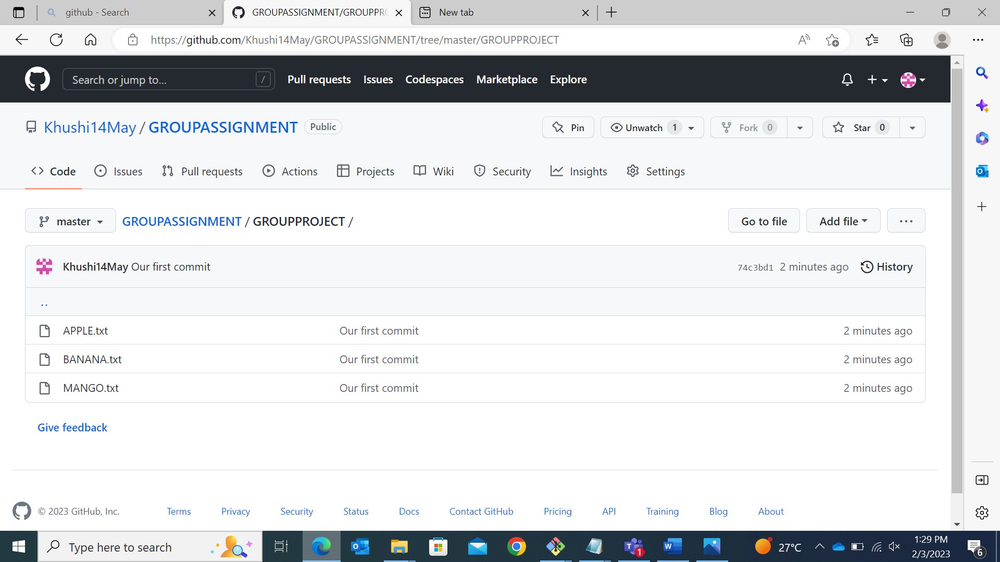 github - Search
GROUPASSIGNMENT/GROUPPRO
New tab
https://github.com/Khushi14May/GROUPASSIGNMENT/tree/master/GROUPPROJECT
Search or jump to... /
Pull requests Issues Codespaces Marketplace Explore
Khushi14May / GROUPASSIGNMENT Public
Pin Unwatch 1 Fork 0 Star 0
Code Issues Pull requests Actions Projects Wiki Security Insights Settings
master GROUPASSIGNMENT / GROUPPROJECT / Go to file Add file ...
Khushi14May Our first commit 74c3bd1 2 minutes ago History
..
APPLE.txt Our first commit 2 minutes ago
BANANA.txt Our first commit 2 minutes ago
MANGO.txt Our first commit 2 minutes ago
Give feedback
© 2023 GitHub, Inc. Terms Privacy Security Status Docs Contact GitHub Pricing API Training Blog About
Type here to search 1 27°C 1:29 PM
2/3/2023 6